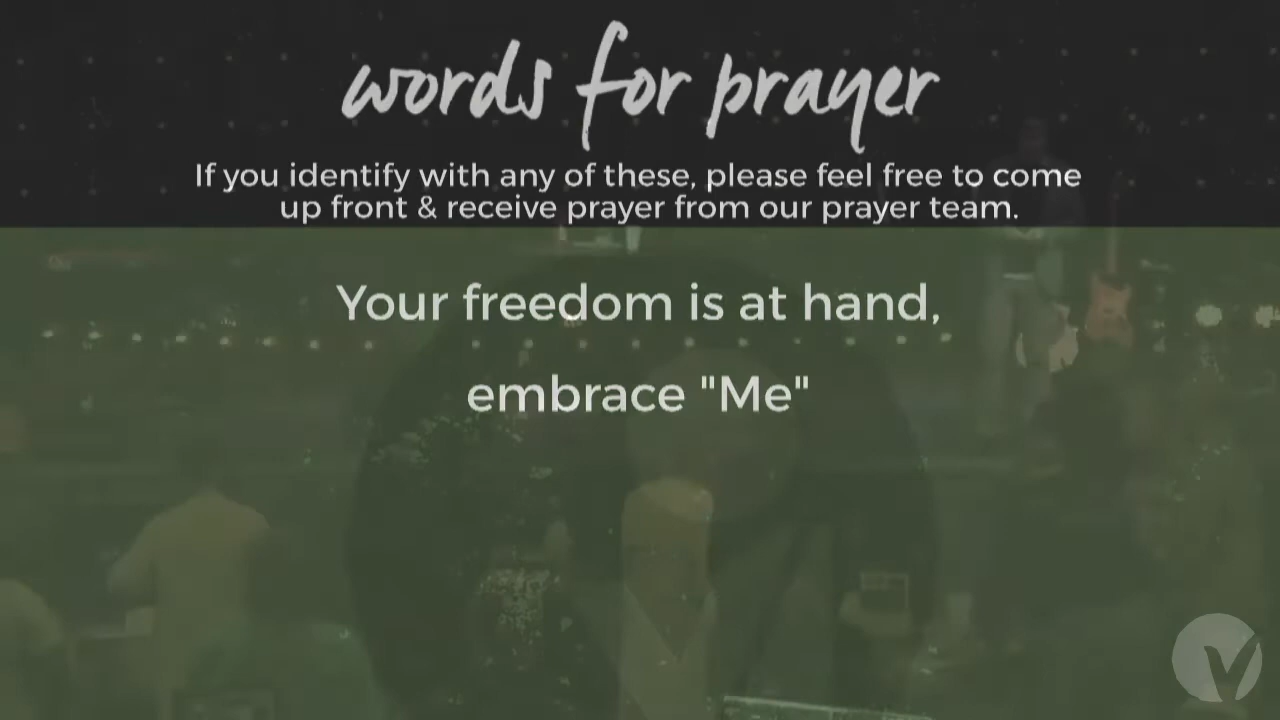 words for prayer
If you identify with any of these, please feel free to come
up front & receive prayer from our prayer team.
Your freedom is at hand,
embrace "Me"